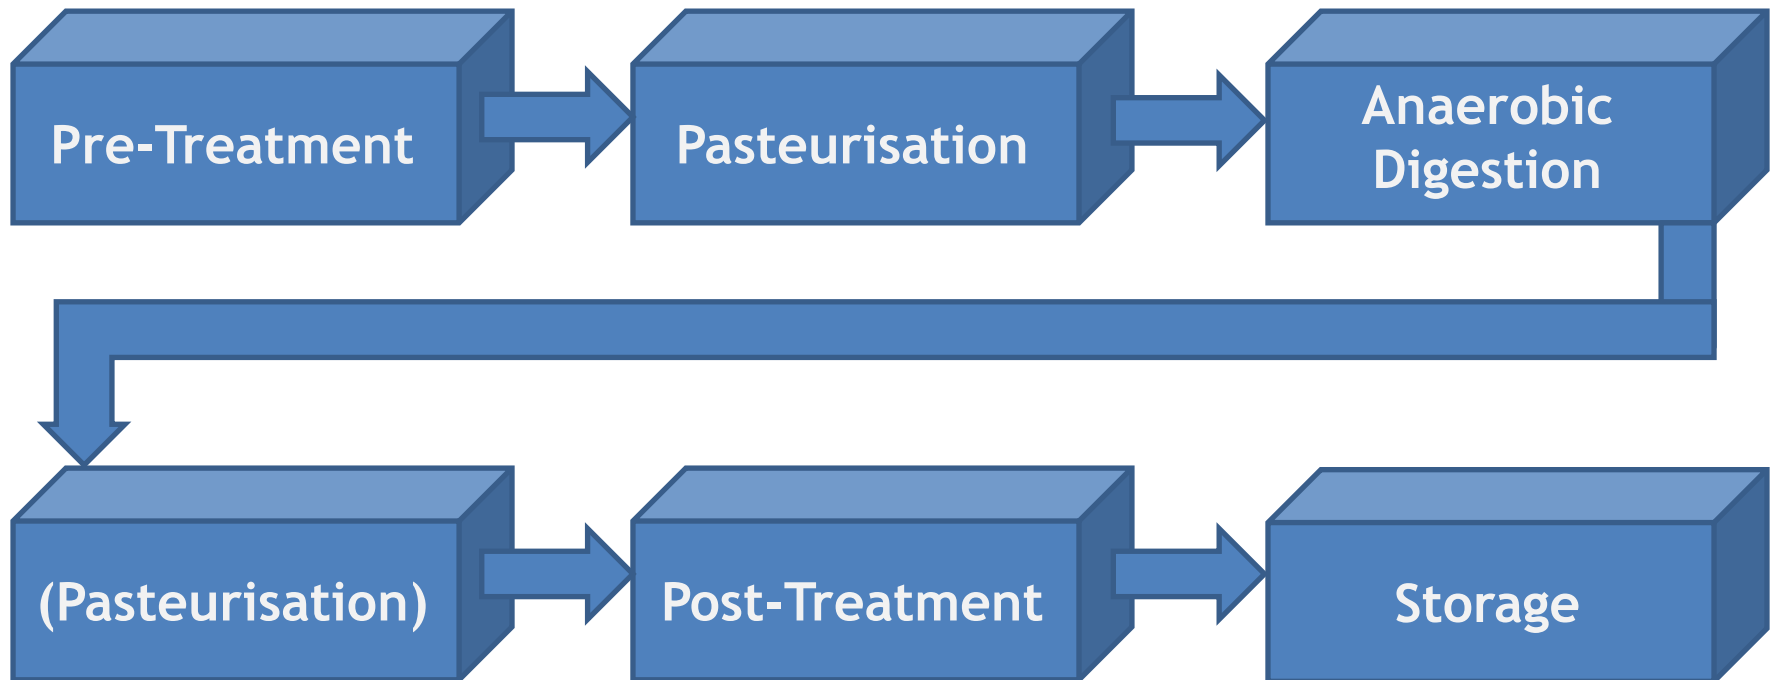 Pre-Treatment
Pasteurisation
Anaerobic
Digestion
(Pasteurisation)
Post-Treatment
Storage